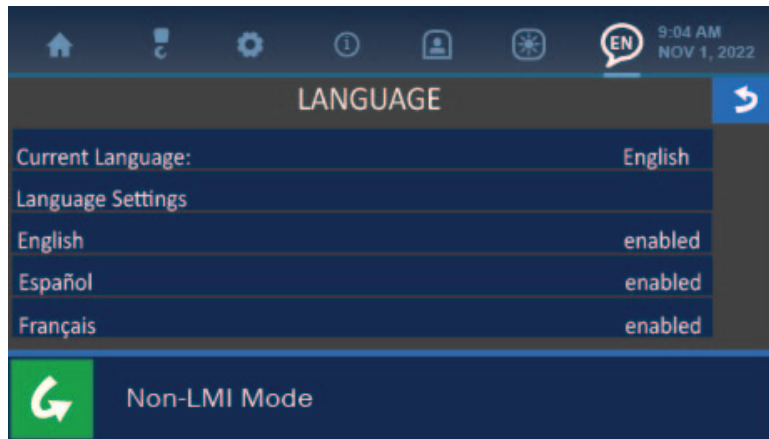 EN
9:04 AM
NOV 1, 2022
LANGUAGE
Current Language: English
Language Settings
English enabled
Español enabled
Français enabled
Non-LMI Mode